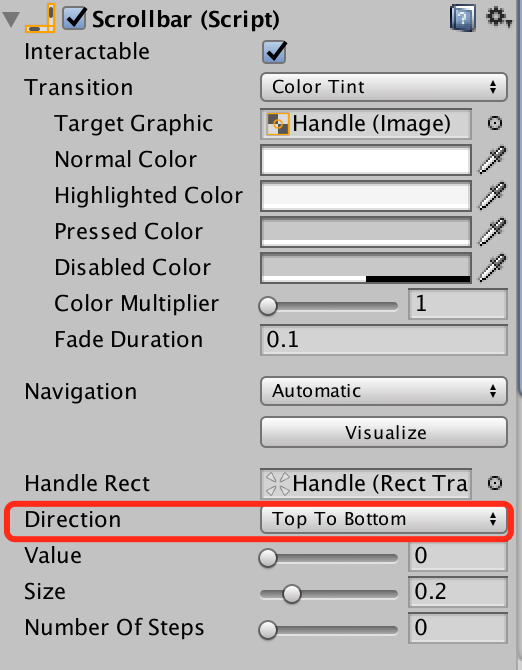 Scrollbar (Script)
Interactable
Transition Color Tint
Target Graphic Handle (Image)
Normal Color
Highlighted Color
Pressed Color
Disabled Color
Color Multiplier 1
Fade Duration 0.1
Navigation Automatic
Visualize
Handle Rect Handle (Rect Tra
Direction Top To Bottom
Value 0
Size 0.2
Number Of Steps 0